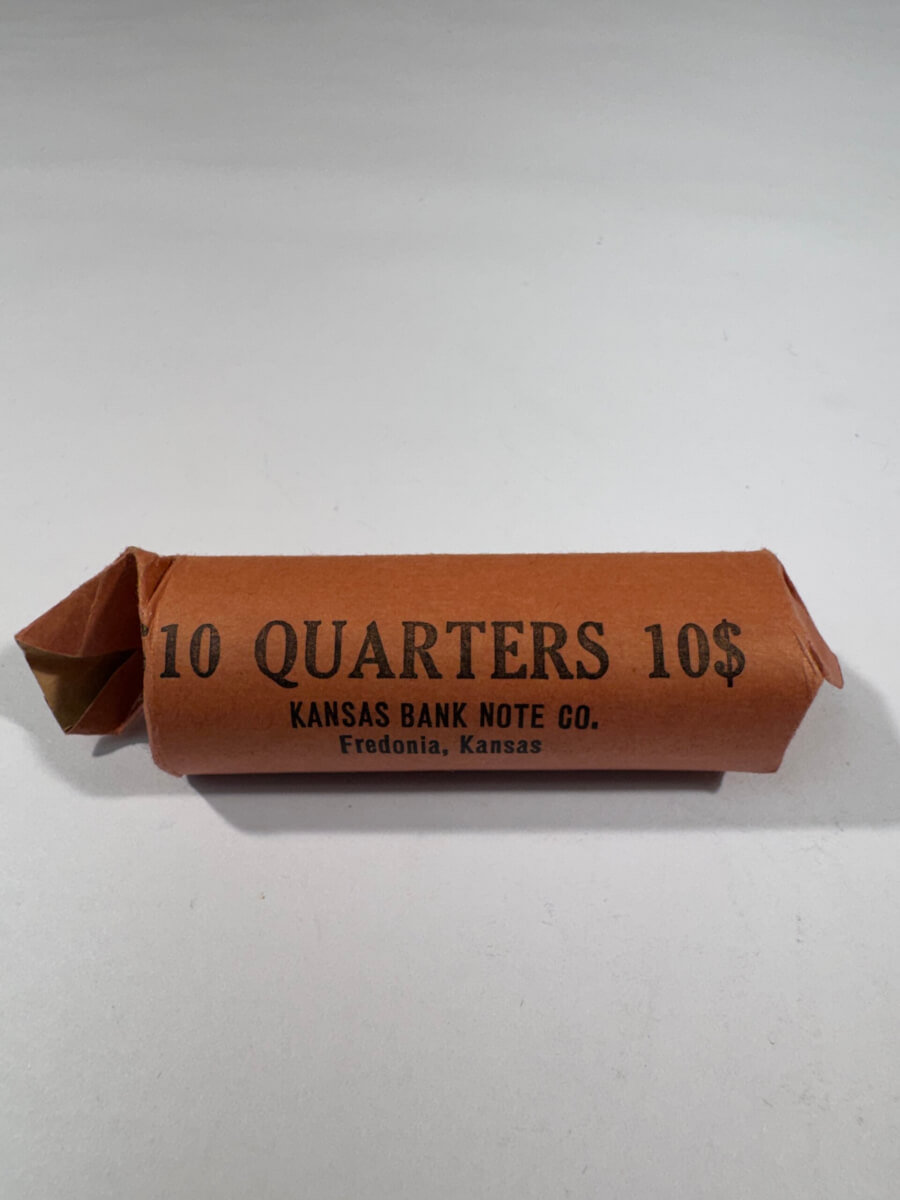 10 QUARTERS 10$
KANSAS BANK NOTE CO.
Fredonia, Kansas